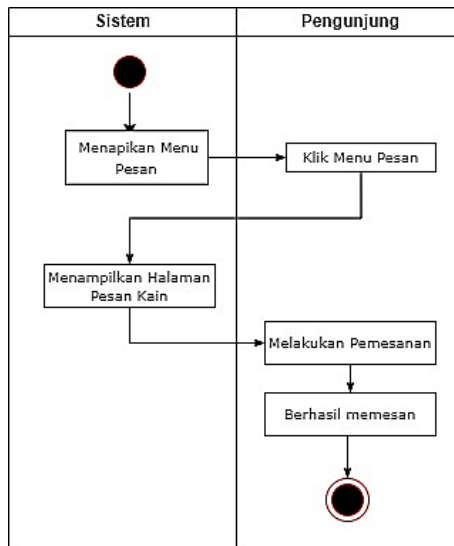 Sistem
Pengunjung
Menapikan Menu
Pesan
Klik Menu Pesan
Menampilkan Halaman
Pesan Kain
Melakukan Pemesanan
Berhasil memesan